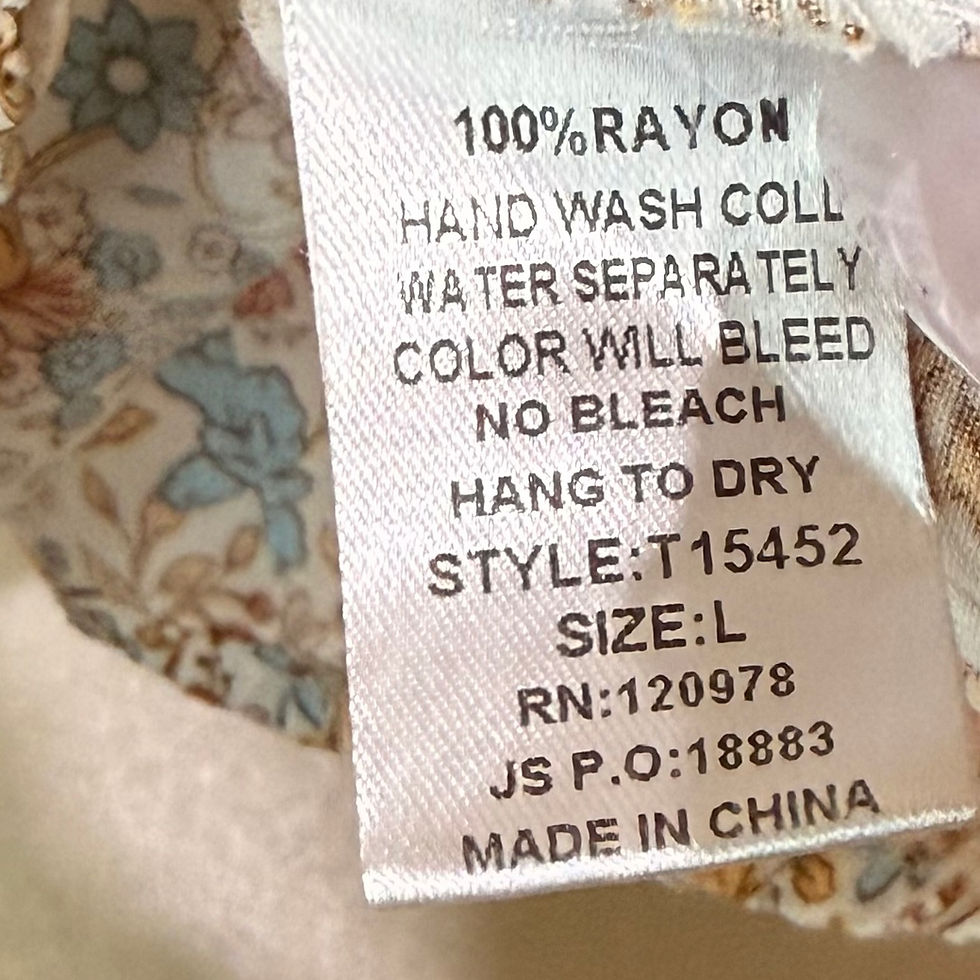 100%RAYON
HAND WASH COLL
WATER SEPARATELY
COLOR WILL BLEED
NO BLEACH
HANG TO DRY
STYLE:T15452
SIZE:L
RN:120978
JS P.O:18883
MADE IN CHINA